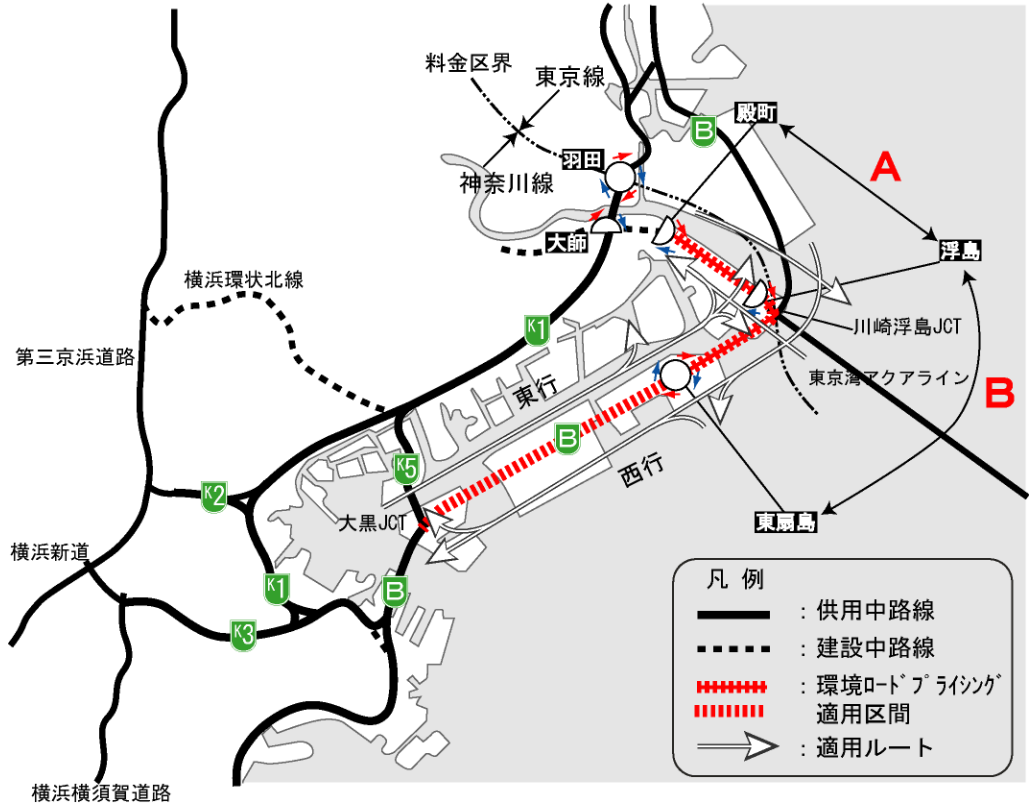 料金区界
東京線
殿町
B
羽田
A
神奈川線
大師
浮島
横浜環状北線
K1
川崎浮島JCT
第三京浜道路
東京湾アクアライン
東行
B
B
K5
西行
K2
大黒JCT
東扇島
横浜新道
K1
B
K3
凡 例
：供用中路線
：建設中路線
：環境ロードプライシング
適用区間
：適用ルート
横浜横須賀道路